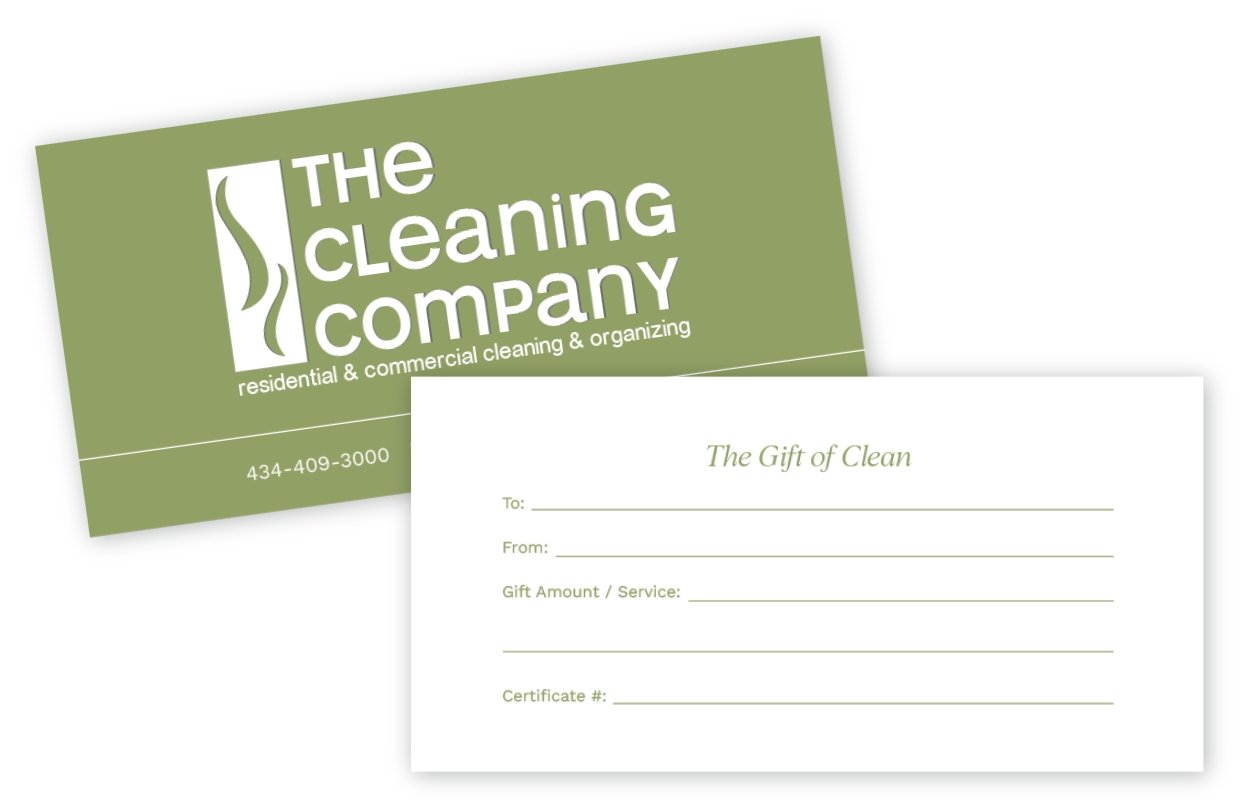 THe
CLeaninG
COmPanY
residential & commercial cleaning & organizing
434-409-3000
The Gift of Clean
To:
From:
Gift Amount / Service:
Certificate #: